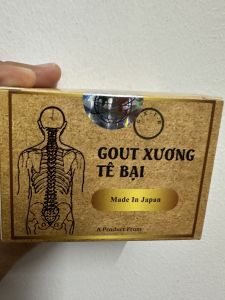 GOUT XƯƠNG
TÊ BẠI
Made In Japan
A Product From: